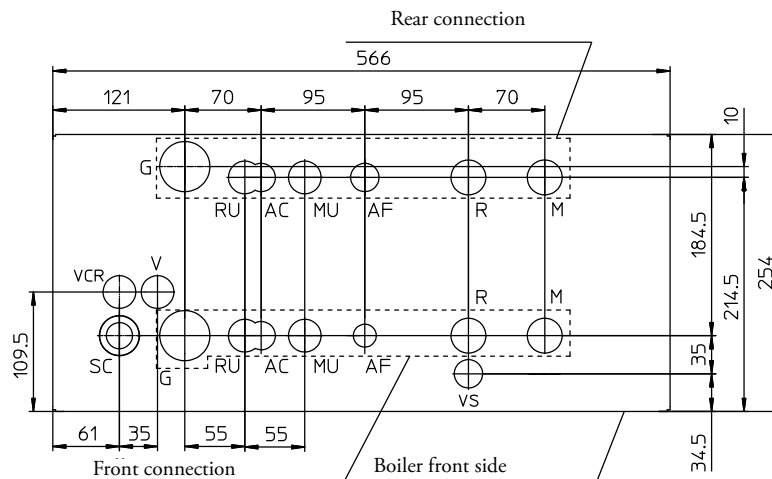 Rear connection
566
121 70 95 95 70
10
G
RU AC MU AF R M
184.5
214.5
254
VCR V
109.5
R M
SC G RU AC MU AF
VS
35
34.5
61 35 55 55
Front connection Boiler front side